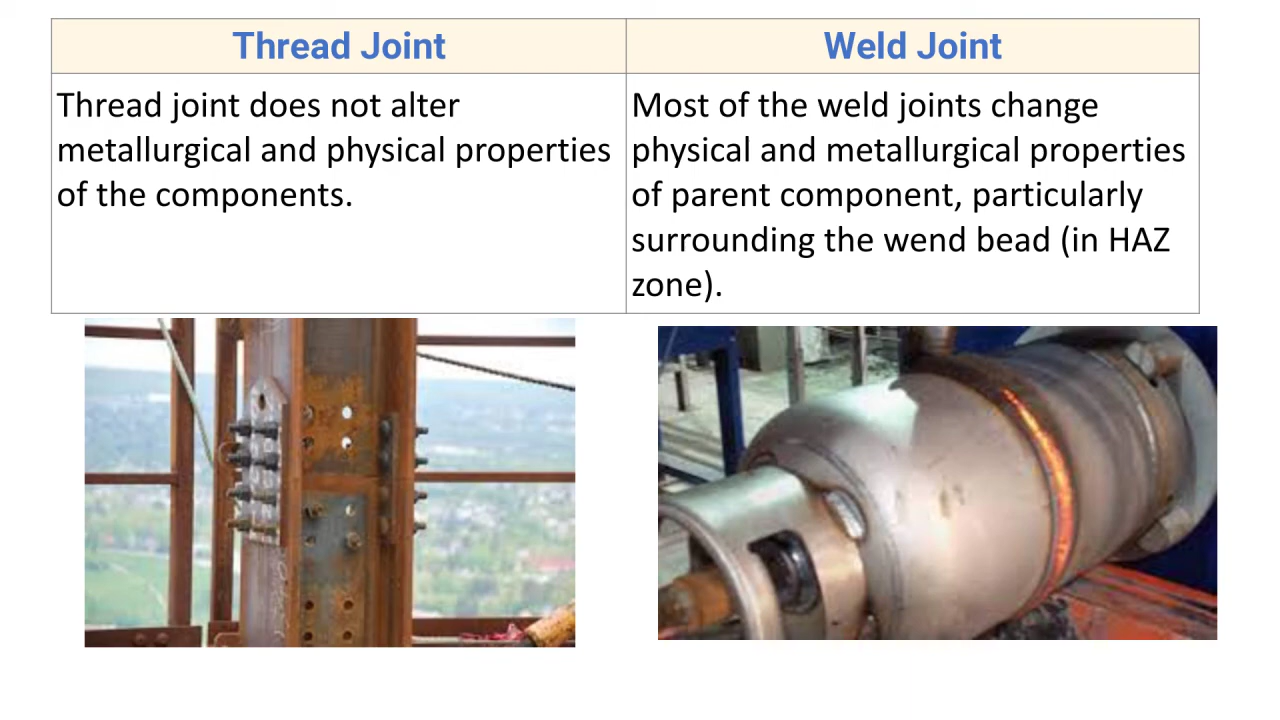 Thread Joint
Weld Joint
Thread joint does not alter
metallurgical and physical properties
of the components.
Most of the weld joints change
physical and metallurgical properties
of parent component, particularly
surrounding the wend bead (in HAZ
zone).